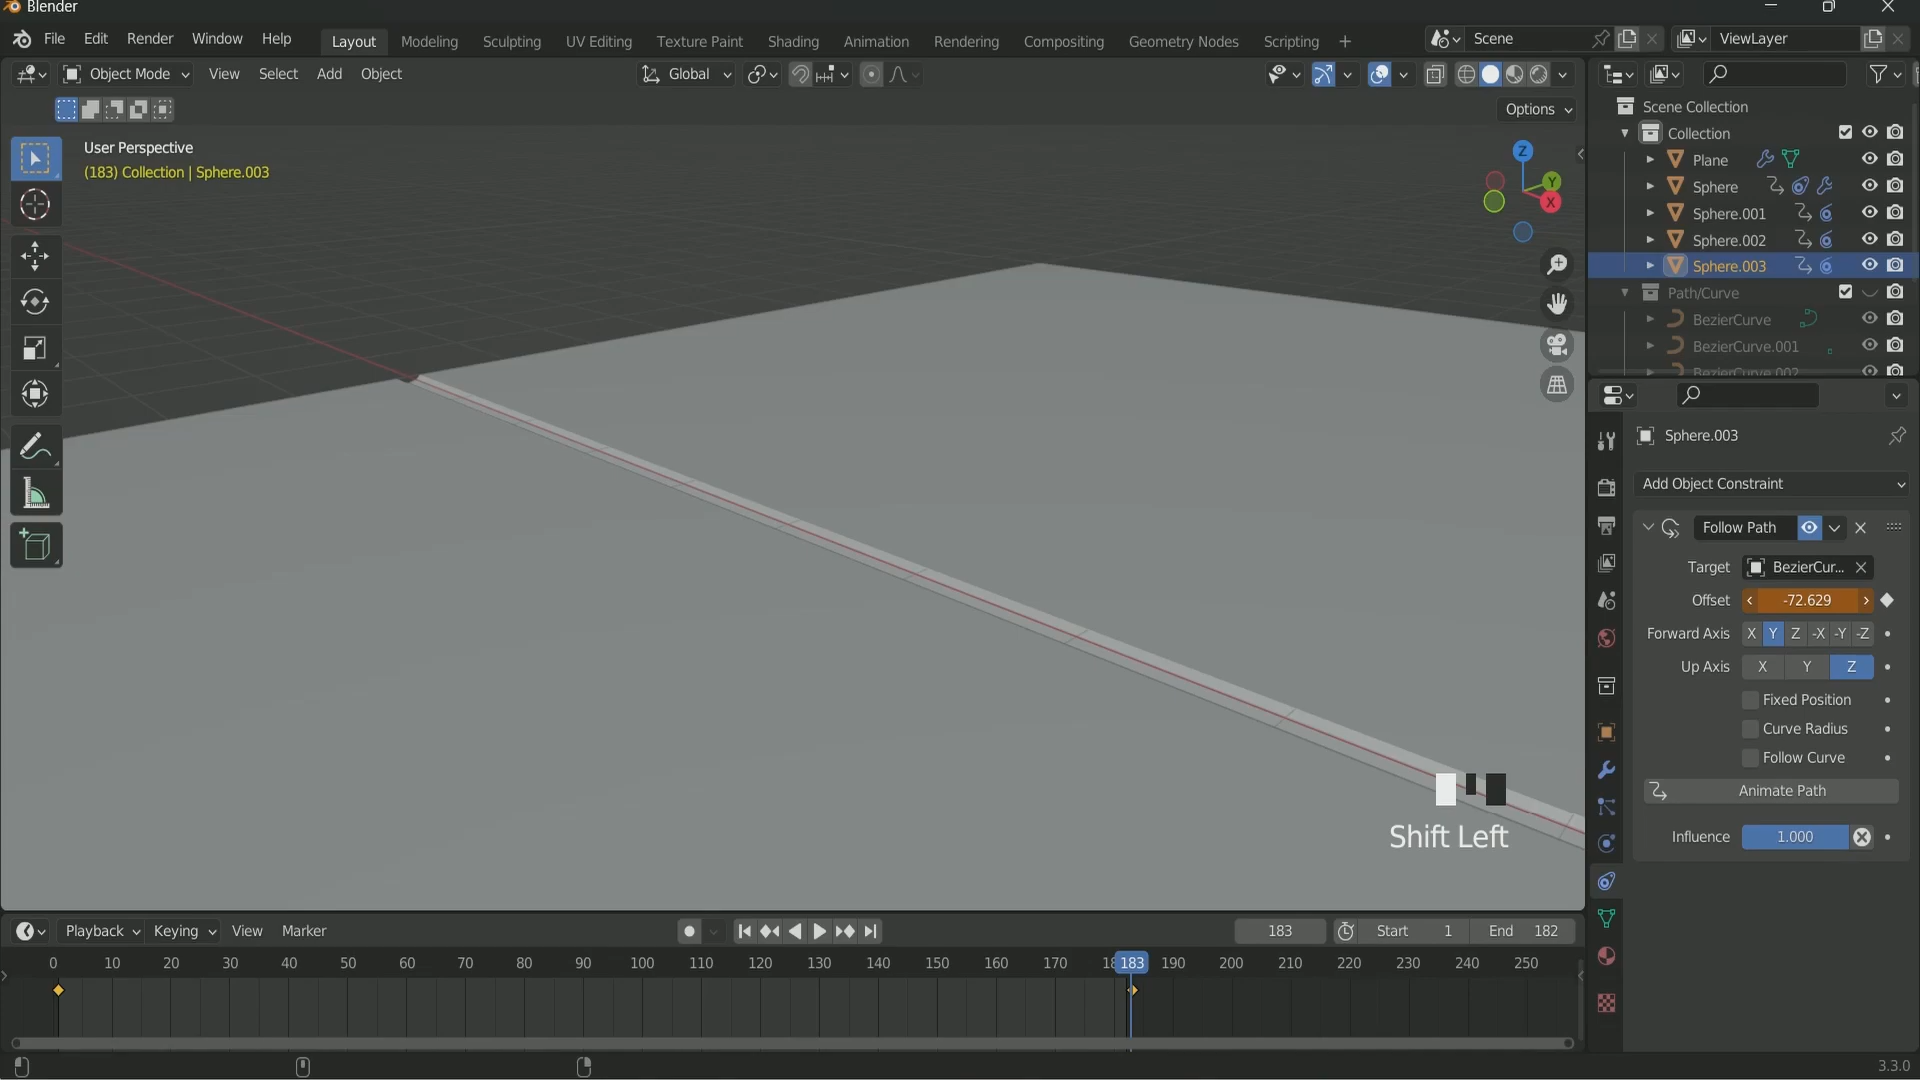 Blender
File Edit Render Window Help Layout Modeling Sculpting UV Editing Texture Paint Shading Animation Rendering Compositing Geometry Nodes Scripting + Scene ViewLayer
Object Mode View Select Add Object Global
Options
User Perspective
(183) Collection | Sphere.003
Z
Y
X
Scene Collection
Collection
Plane
Sphere
Sphere.001
Sphere.002
Sphere.003
Path/Curve
BezierCurve
BezierCurve.001
BezierCurve.002
Sphere.003
Add Object Constraint
Follow Path
Target BezierCur...
Offset -72.629
Forward Axis X Y Z -X -Y -Z
Up Axis X Y Z
Fixed Position
Curve Radius
Follow Curve
Animate Path
Influence 1.000
Shift Left
Playback Keying View Marker 183 Start 1 End 182
0 10 20 30 40 50 60 70 80 90 100 110 120 130 140 150 160 170 183 190 200 210 220 230 240 250
3.3.0